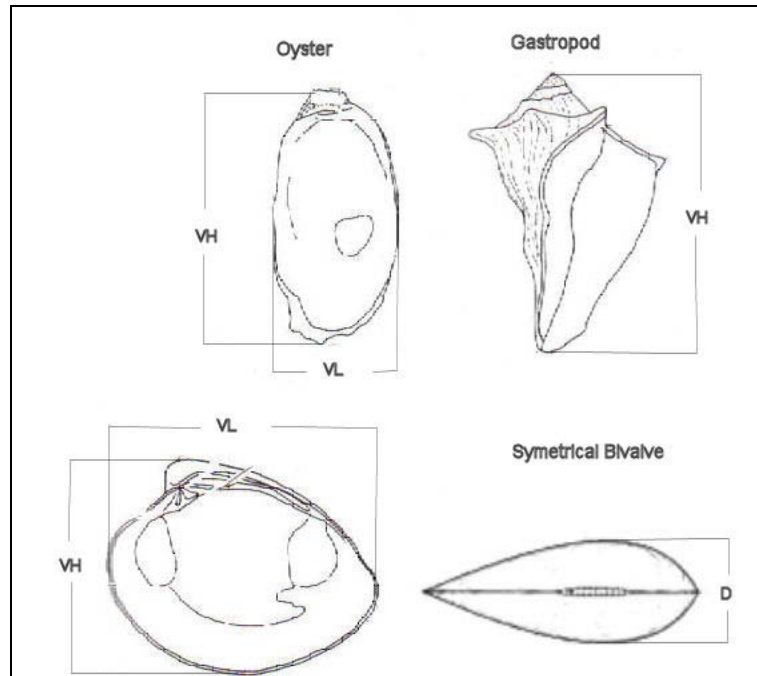 Oyster
Gastropod
VH
VH
VL
VL
Symetrical Bivalve
VH
D